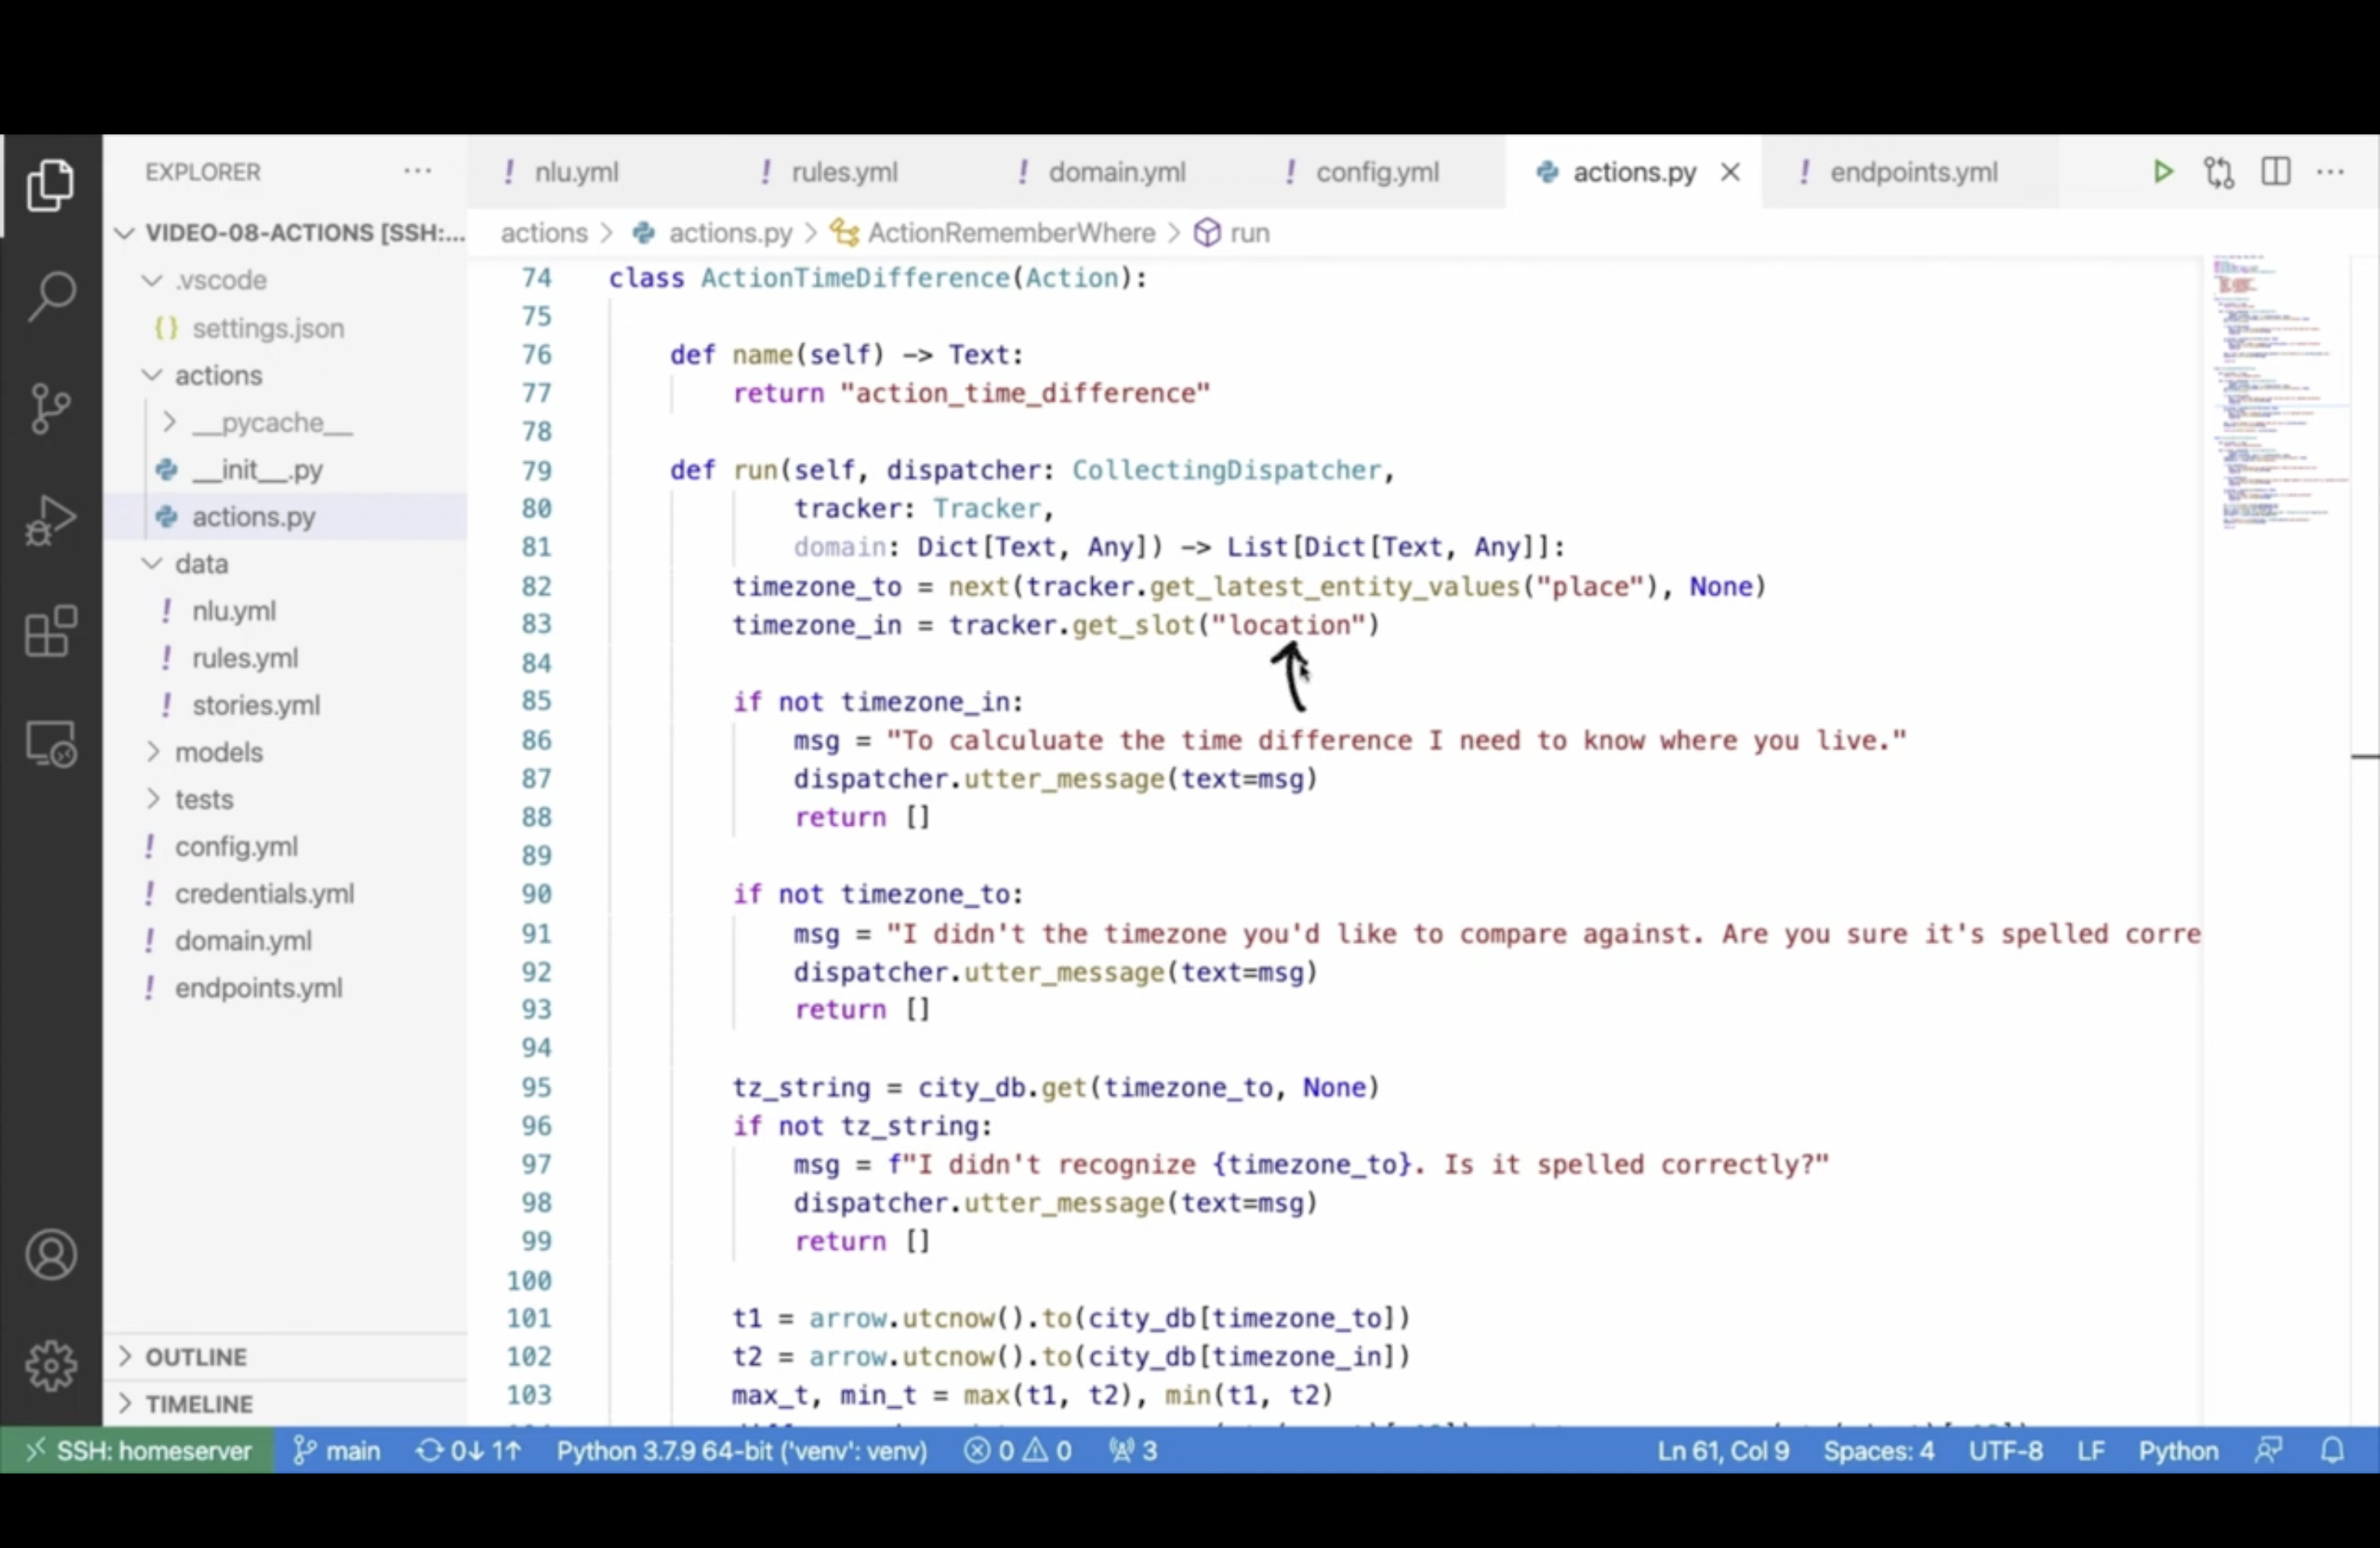 EXPLORER
nlu.yml
rules.yml
domain.yml
config.yml
actions.py
endpoints.yml
VIDEO-08-ACTIONS [SSH:...
actions > actions.py > ActionRememberWhere > run
.vscode
settings.json
actions
__pycache__
__init__.py
actions.py
data
nlu.yml
rules.yml
stories.yml
models
tests
config.yml
credentials.yml
domain.yml
endpoints.yml
OUTLINE
TIMELINE
74 class ActionTimeDifference(Action):
75
76 def name(self) -> Text:
77 return "action_time_difference"
78
79 def run(self, dispatcher: CollectingDispatcher,
80 tracker: Tracker,
81 domain: Dict[Text, Any]) -> List[Dict[Text, Any]]:
82 timezone_to = next(tracker.get_latest_entity_values("place"), None)
83 timezone_in = tracker.get_slot("location")
84
85 if not timezone_in:
86 msg = "To calculuate the time difference I need to know where you live."
87 dispatcher.utter_message(text=msg)
88 return []
89
90 if not timezone_to:
91 msg = "I didn't the timezone you'd like to compare against. Are you sure it's spelled corre
92 dispatcher.utter_message(text=msg)
93 return []
94
95 tz_string = city_db.get(timezone_to, None)
96 if not tz_string:
97 msg = f"I didn't recognize {timezone_to}. Is it spelled correctly?"
98 dispatcher.utter_message(text=msg)
99 return []
100
101 t1 = arrow.utcnow().to(city_db[timezone_to])
102 t2 = arrow.utcnow().to(city_db[timezone_in])
103 max_t, min_t = max(t1, t2), min(t1, t2)
SSH: homeserver main 0↓ 1↑ Python 3.7.9 64-bit ('venv': venv) 0 0 3 Ln 61, Col 9 Spaces: 4 UTF-8 LF Python